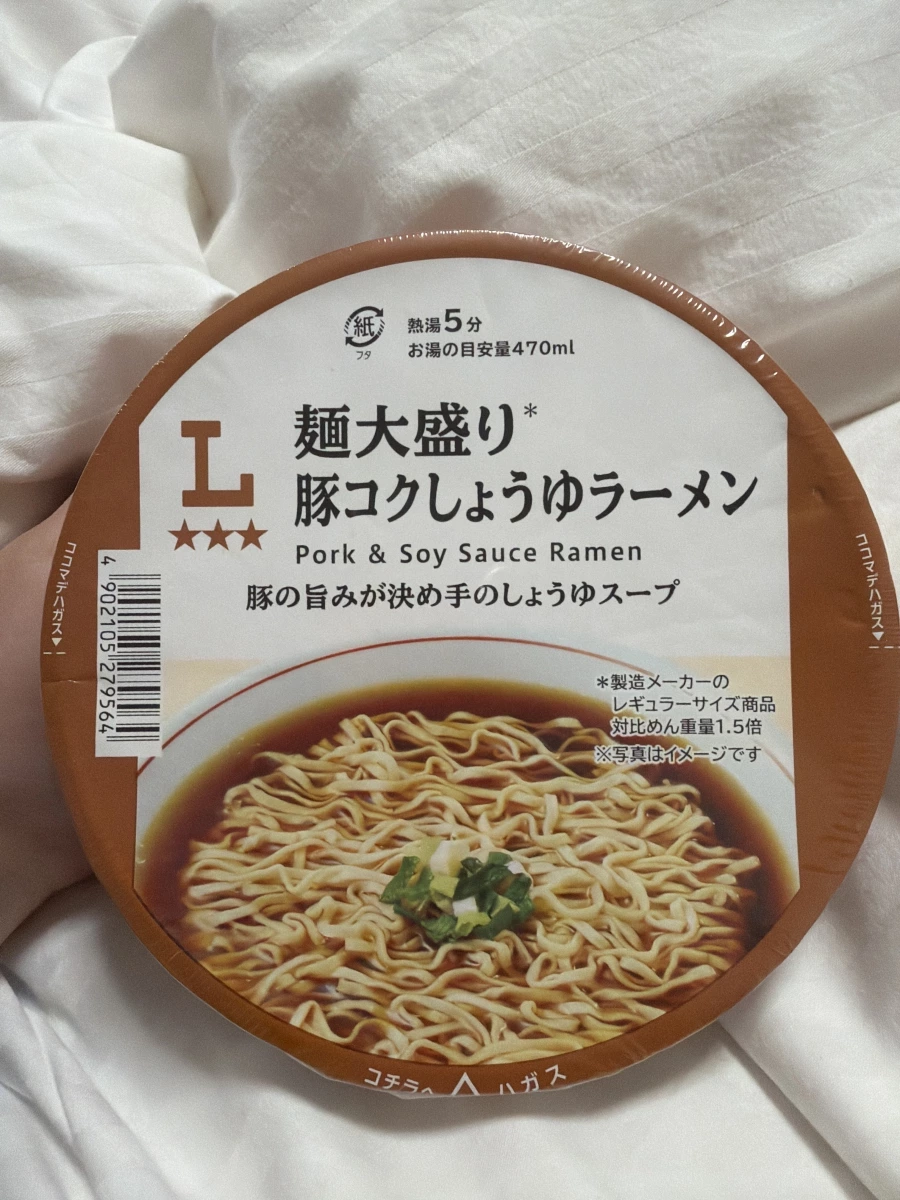 紙
フタ
熱湯5分
お湯の目安量470ml
L
★★★
麺大盛り*
豚コクしょうゆラーメン
Pork & Soy Sauce Ramen
豚の旨みが決め手のしょうゆスープ
ココマデハガス▼
ココマデハガス▼
4 902105 279564
*製造メーカーの
レギュラーサイズ商品
対比めん重量1.5倍
※写真はイメージです
コチラへ△ハガス